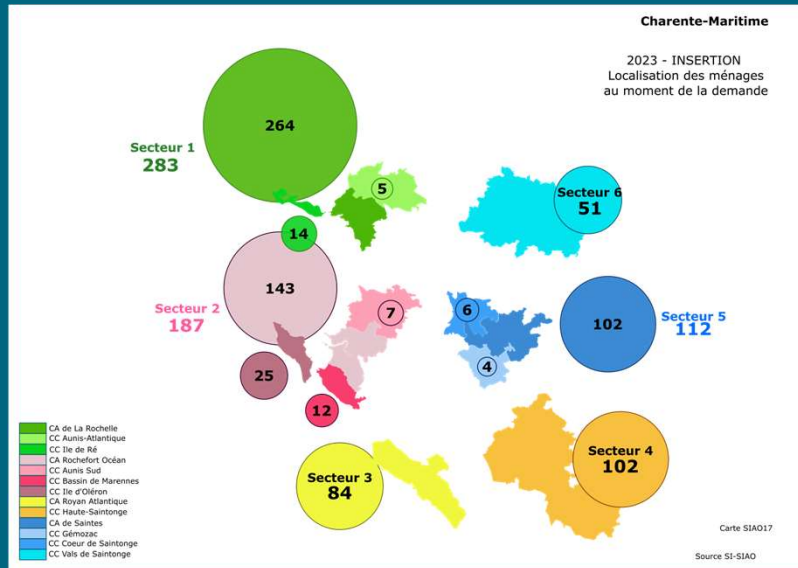 Charente-Maritime
2023 - INSERTION
Localisation des ménages
au moment de la demande
264
Secteur 1
283
5
14
Secteur 6
51
143
Secteur 2
187
7
25
12
6
4
102
Secteur 5
112
Secteur 3
84
Secteur 4
102
CA de La Rochelle
CC Aunis-Atlantique
CC Ile de Ré
CA Rochefort Océan
CC Aunis Sud
CC Bassin de Marennes
CC Ile d'Oléron
CA Royan Atlantique
CC Haute-Saintonge
CA de Saintes
CC Gémozac
CC Coeur de Saintonge
CC Vals de Saintonge
Carte SIAO17
Source SI-SIAO